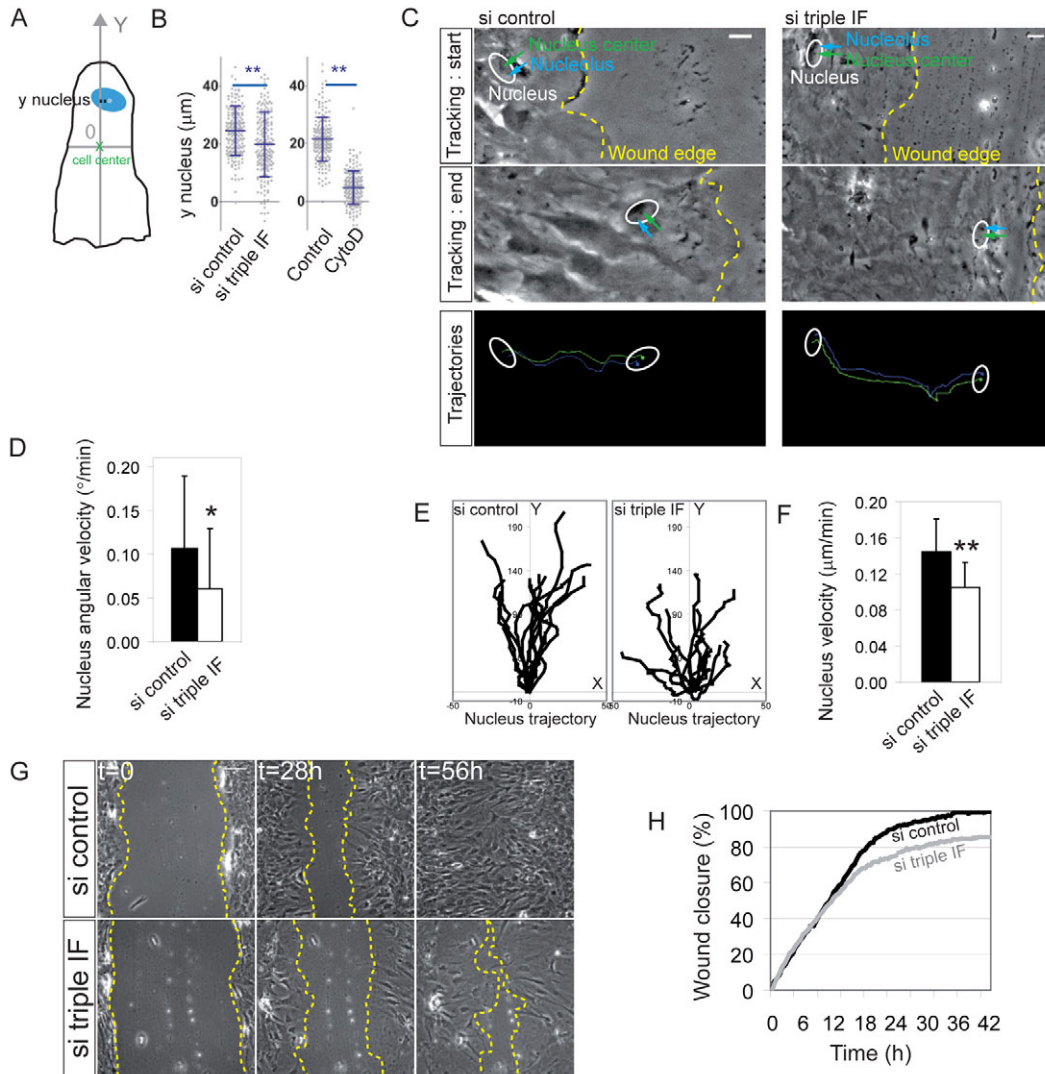 A
Y
y nucleus
0
cell center
B
y nucleus (μm)
**
**
40
20
0
40
20
0
si control
si triple IF
Control
CytoD
C
si control
si triple IF
Tracking : start
Nucleus center
Nucleolus
Nucleus
Wound edge
Nucleolus
Nucleus center
Nucleus
Wound edge
Tracking : end
Trajectories
D
Nucleus angular velocity (°/min)
0.20
0.15
0.10
0.05
0.00
*
si control
si triple IF
E
si control
Y
190
140
90
-10
X
-50
0
50
Nucleus trajectory
si triple IF
Y
190
140
90
-10
X
0
50
Nucleus trajectory
F
Nucleus velocity (μm/min)
0.20
0.16
0.12
0.08
0.04
0.00
**
si control
si triple IF
G
si control
t=0
t=28h
t=56h
si triple IF
H
Wound closure (%)
100
80
60
40
20
0
si control
si triple IF
0 6 12 18 24 30 36 42
Time (h)